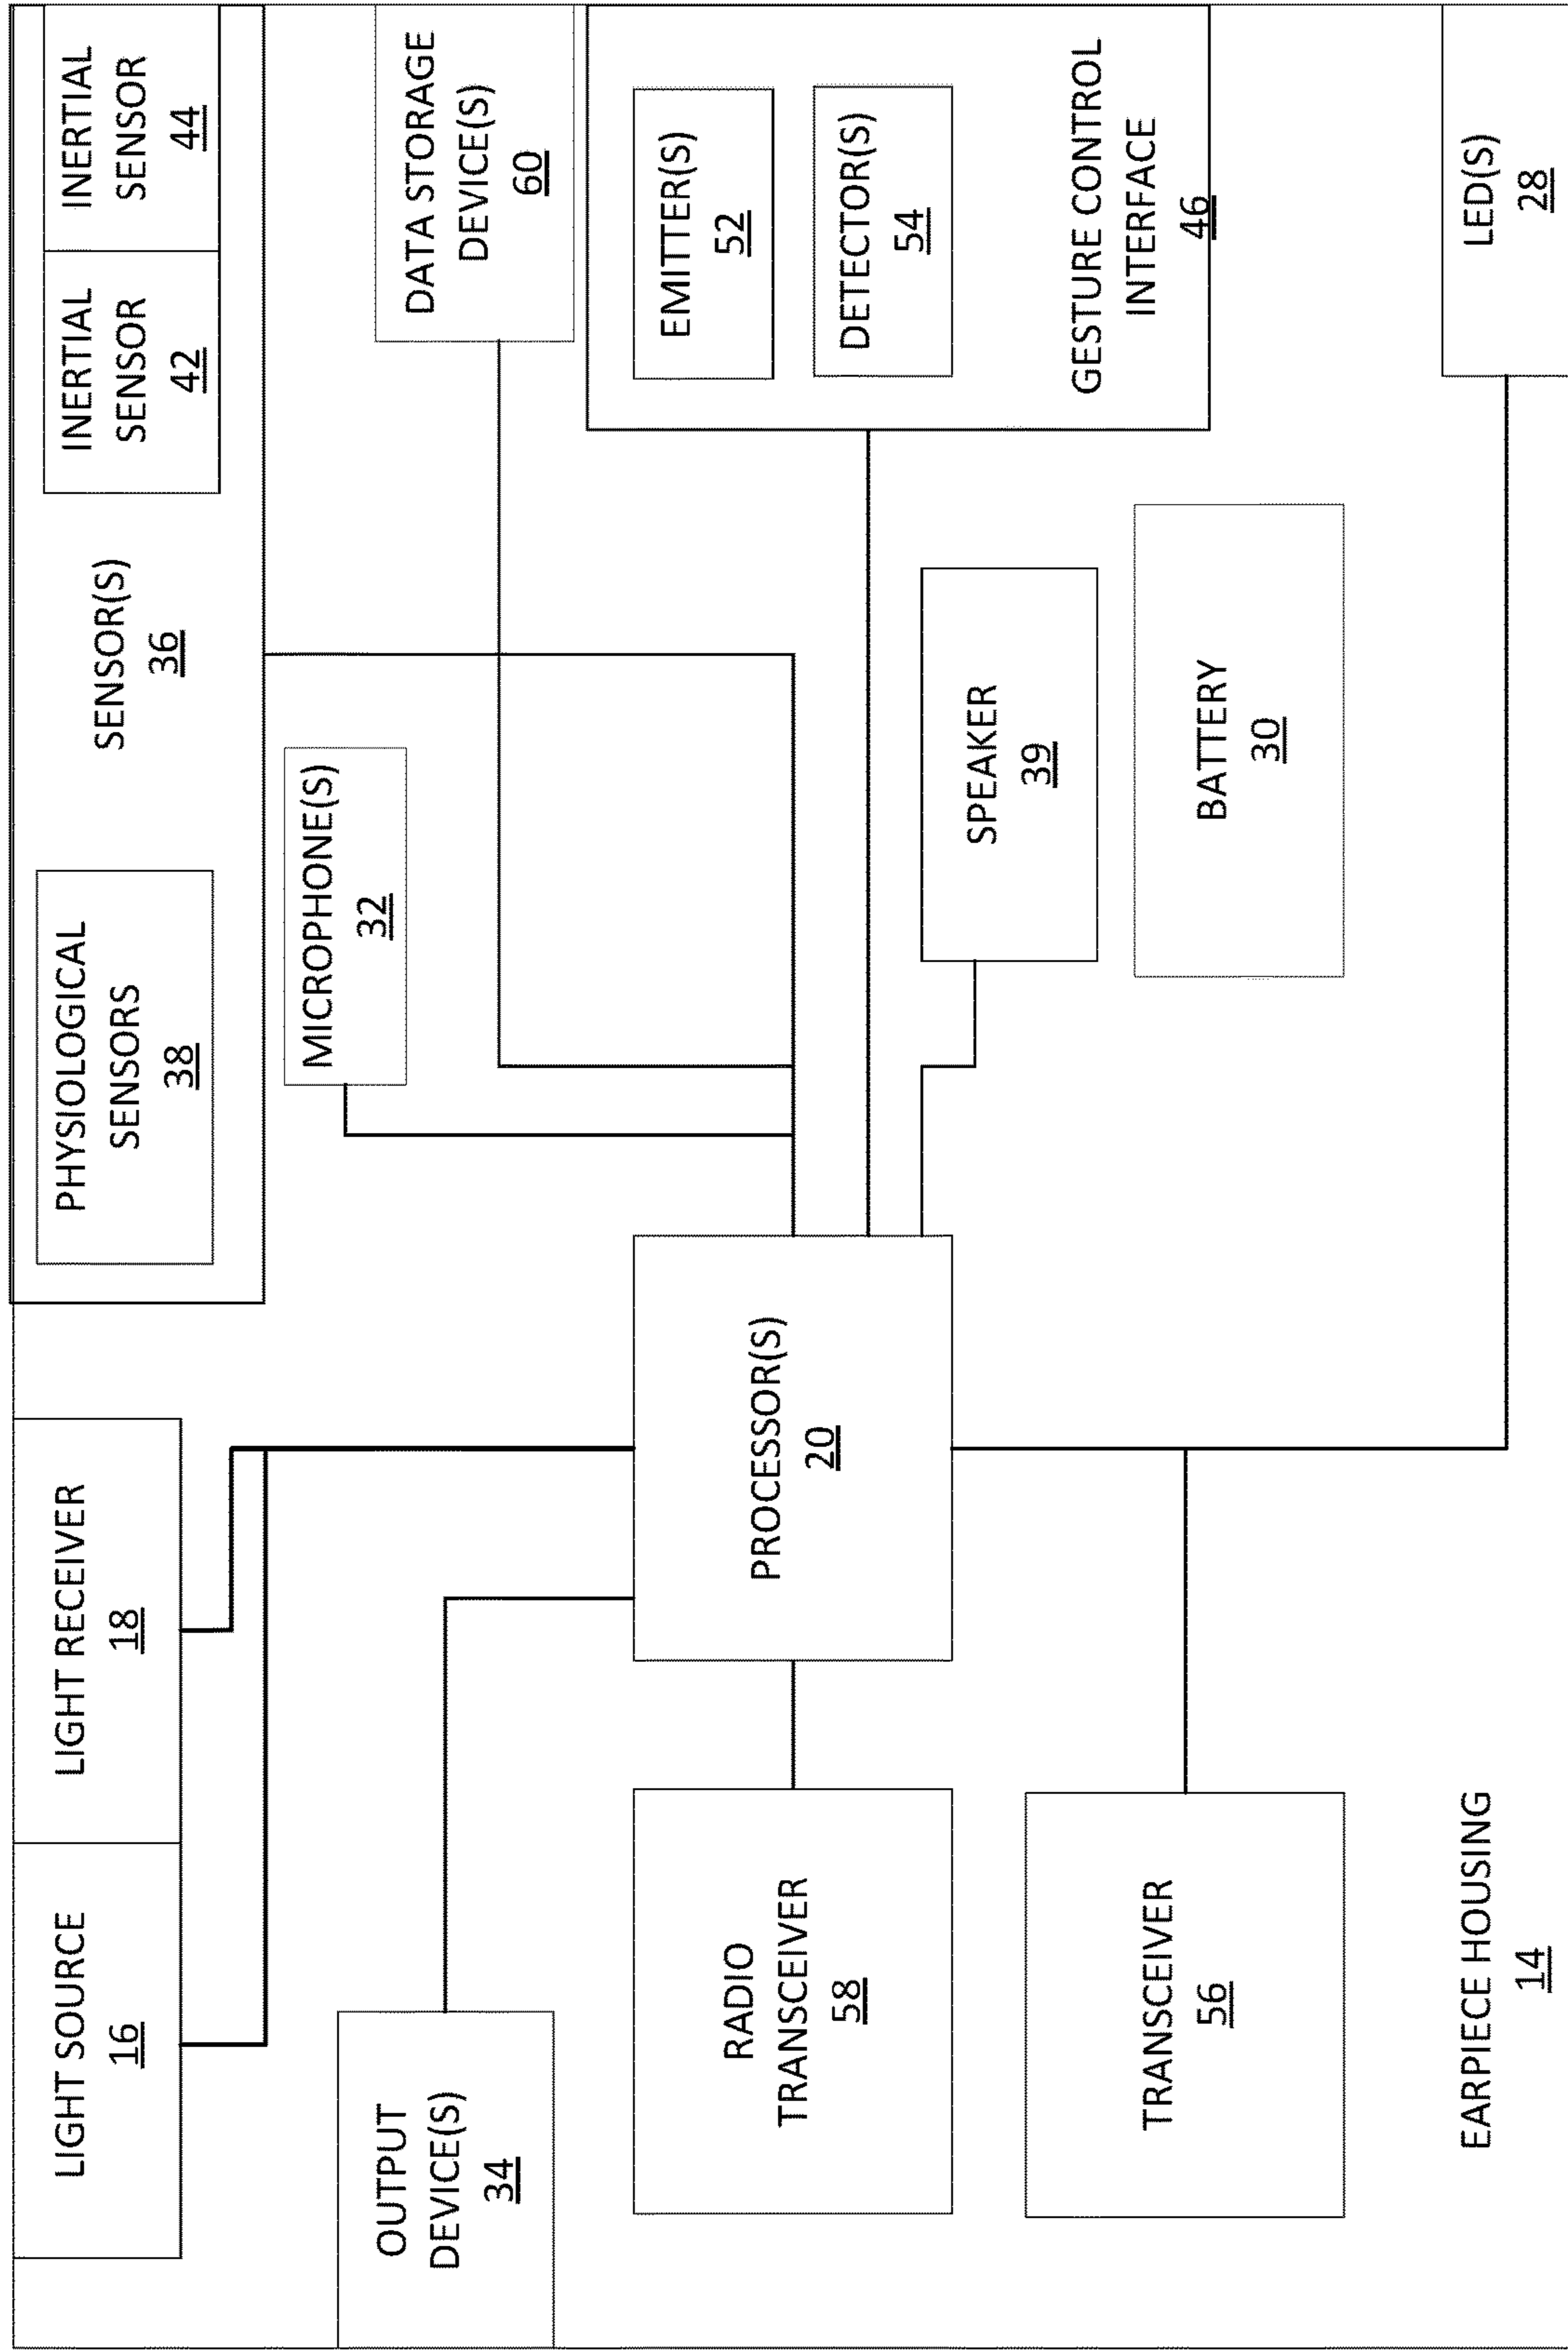 LIGHT SOURCE
16
LIGHT RECEIVER
18
PHYSIOLOGICAL
SENSORS
38
SENSOR(S)
36
INERTIAL
SENSOR
42
INERTIAL
SENSOR
44
OUTPUT
DEVICE(S)
34
MICROPHONE(S)
32
DATA STORAGE
DEVICE(S)
60
RADIO
TRANSCEIVER
58
PROCESSOR(S)
20
EMITTER(S)
52
DETECTOR(S)
54
GESTURE CONTROL
INTERFACE
46
SPEAKER
39
TRANSCEIVER
56
BATTERY
30
EARPIECE HOUSING
14
LED(S)
28